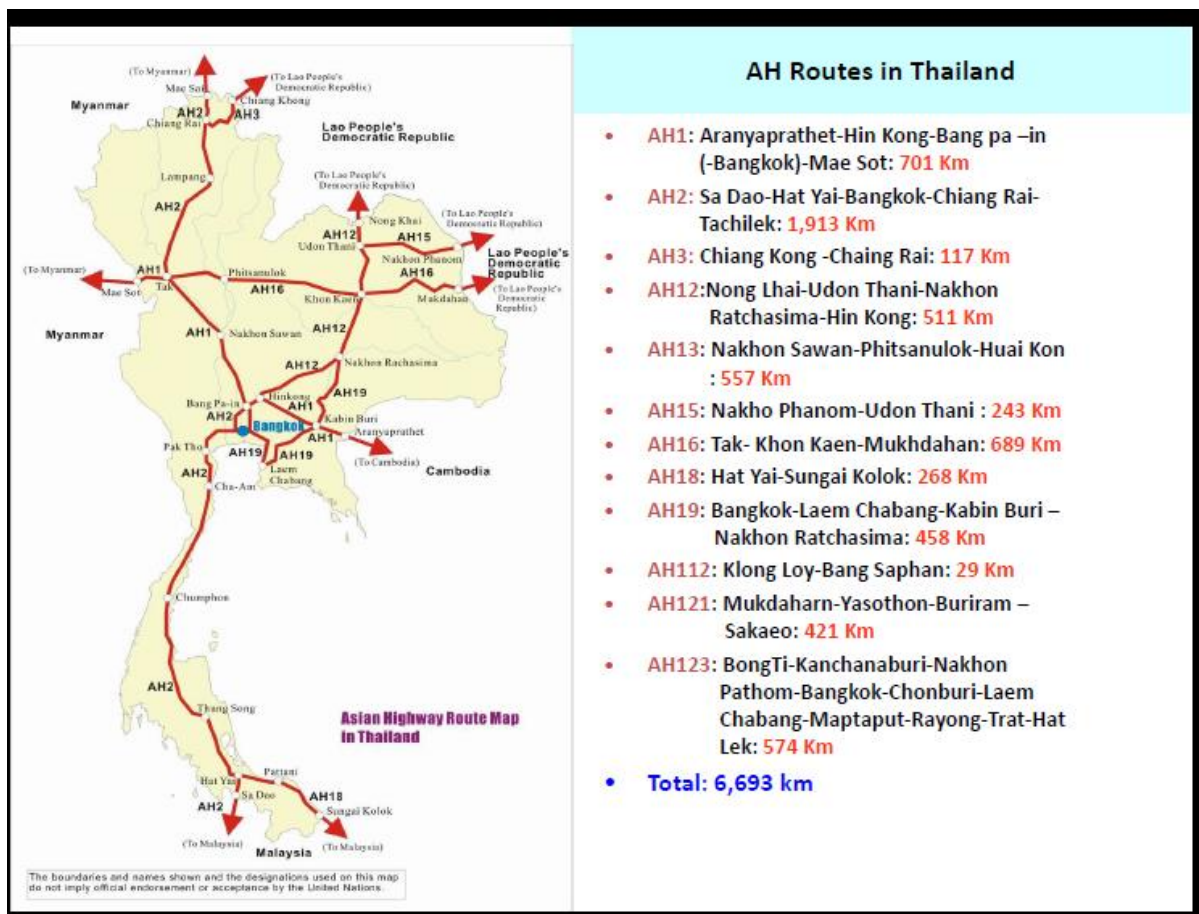 (To Myanmar)
Mae Sai
(To Lao People's
Democratic Republic)
Chiang Khong
Myanmar
AH2
AH3
Chiang Rai
Lao People's
Democratic Republic
Lampang
(To Lao People's
Democratic Republic)
AH2
Nong Khai
(To Lao People's
Democratic Republic)
AH12
AH15
Udon Thani
Nakhon Phanom
Lao People's
Democratic
Republic
(To Myanmar)
AH1
Phitsanulok
AH16
Mae Sot
Tak
AH16
Khon Kaen
Makdahan
(To Lao People's
Democratic
Republic)
Myanmar
AH1
Nakhon Sawan
AH12
AH12
Nakhon Rachasima
AH19
Bang Pa-in
Hinkong
AH1
AH2
Kabin Buri
Bangkok
AH1
Aranyaprathet
Pak Tho
AH19
AH19
(To Cambodia)
Laem
Chabang
Cambodia
AH2
Cha-Am
Chumphon
AH2
Thung Song
Asian Highway Route Map
in Thailand
Hat Yai
Pattani
Sa Dao
AH18
AH2
Sungai Kolok
(To Malaysia)
Malaysia
(To Malaysia)
The boundaries and names shown and the designations used on this map
do not imply official endorsement or acceptance by the United Nations.
AH Routes in Thailand
• AH1: Aranyaprathet-Hin Kong-Bang pa –in
(-Bangkok)-Mae Sot: 701 Km
• AH2: Sa Dao-Hat Yai-Bangkok-Chiang Rai-
Tachilek: 1,913 Km
• AH3: Chiang Kong -Chaing Rai: 117 Km
• AH12:Nong Lhai-Udon Thani-Nakhon
Ratchasima-Hin Kong: 511 Km
• AH13: Nakhon Sawan-Phitsanulok-Huai Kon
: 557 Km
• AH15: Nakho Phanom-Udon Thani : 243 Km
• AH16: Tak- Khon Kaen-Mukhdahan: 689 Km
• AH18: Hat Yai-Sungai Kolok: 268 Km
• AH19: Bangkok-Laem Chabang-Kabin Buri –
Nakhon Ratchasima: 458 Km
• AH112: Klong Loy-Bang Saphan: 29 Km
• AH121: Mukdaharn-Yasothon-Buriram –
Sakaeo: 421 Km
• AH123: BongTi-Kanchanaburi-Nakhon
Pathom-Bangkok-Chonburi-Laem
Chabang-Maptaput-Rayong-Trat-Hat
Lek: 574 Km
• Total: 6,693 km